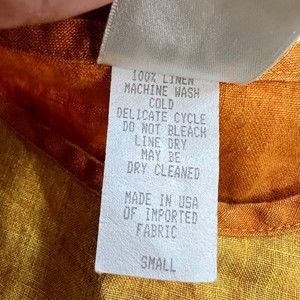 100% LINEN
MACHINE WASH
COLD
DELICATE CYCLE
DO NOT BLEACH
LINE DRY
MAY BE
DRY CLEANED
MADE IN USA
OF IMPORTED
FABRIC
SMALL